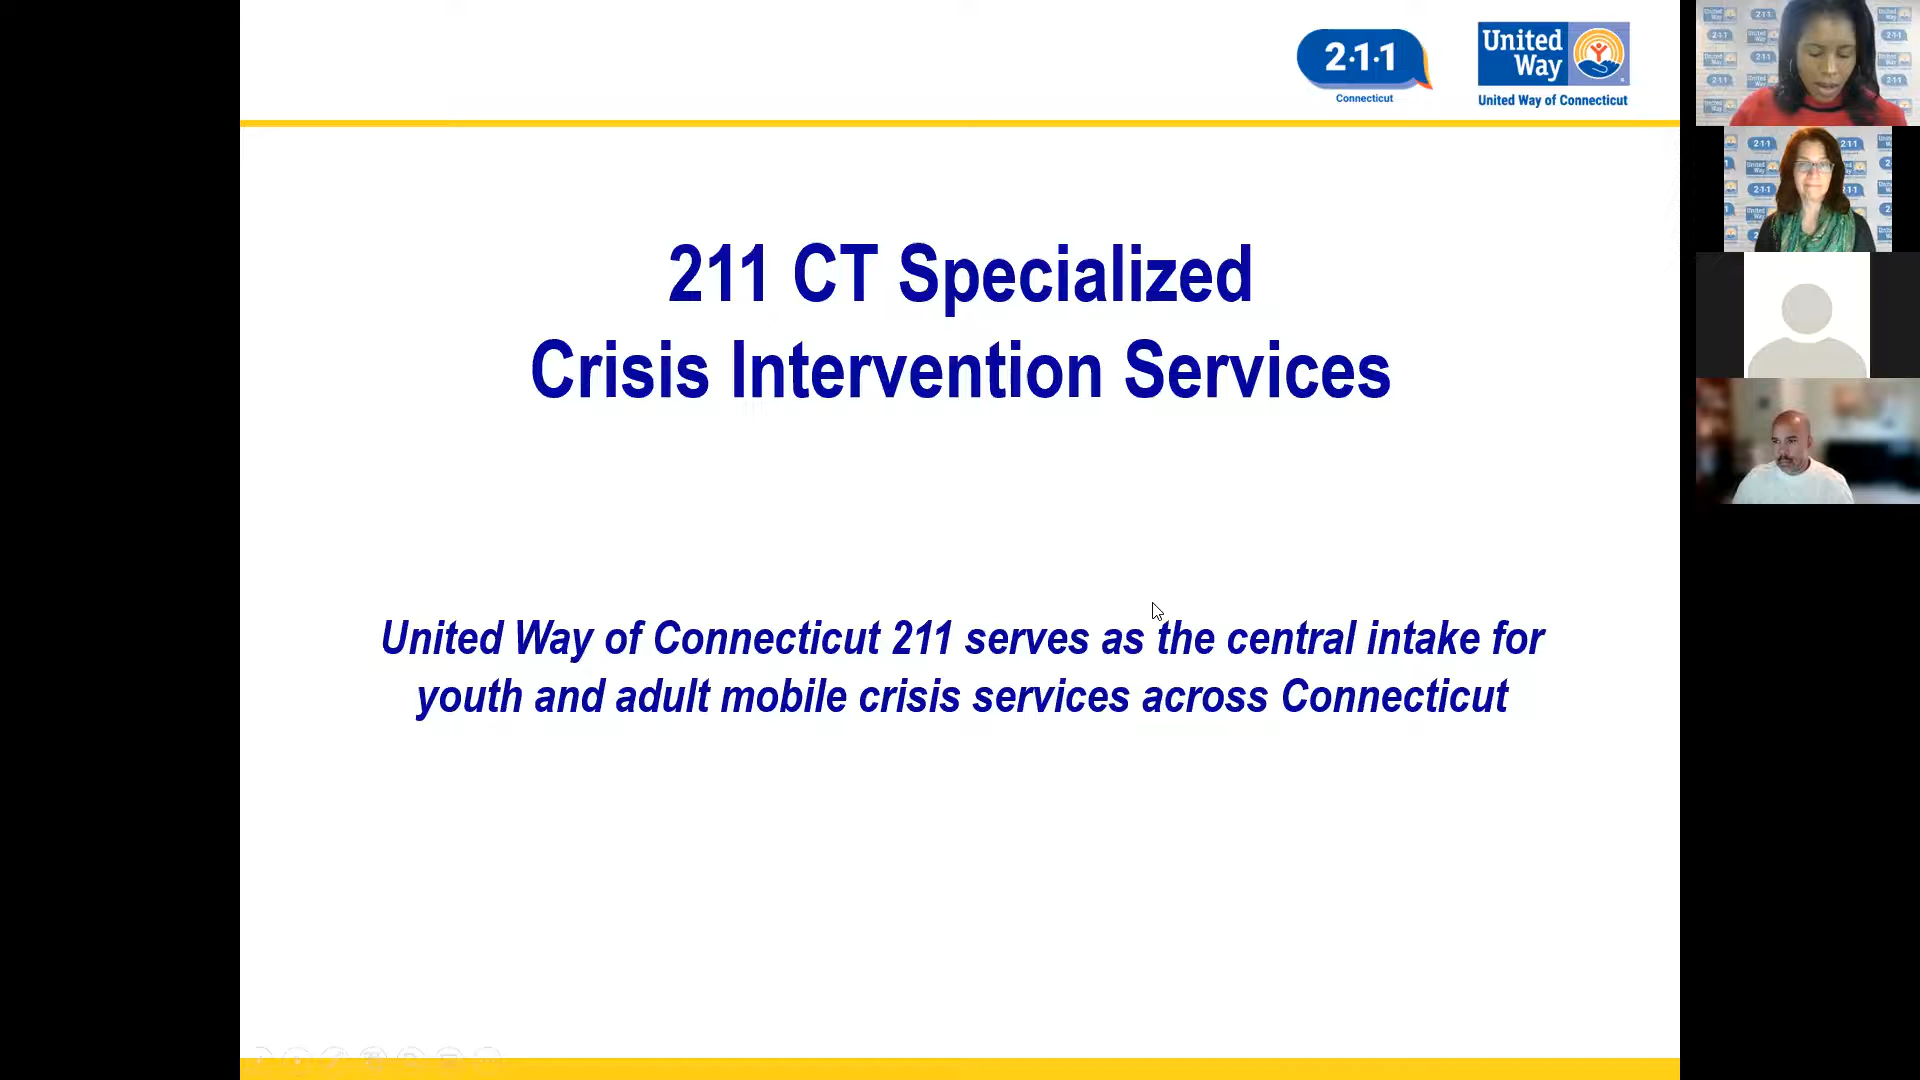 2·1·1
Connecticut
United
Way
United Way of Connecticut
211 CT Specialized
Crisis Intervention Services
United Way of Connecticut 211 serves as the central intake for
youth and adult mobile crisis services across Connecticut